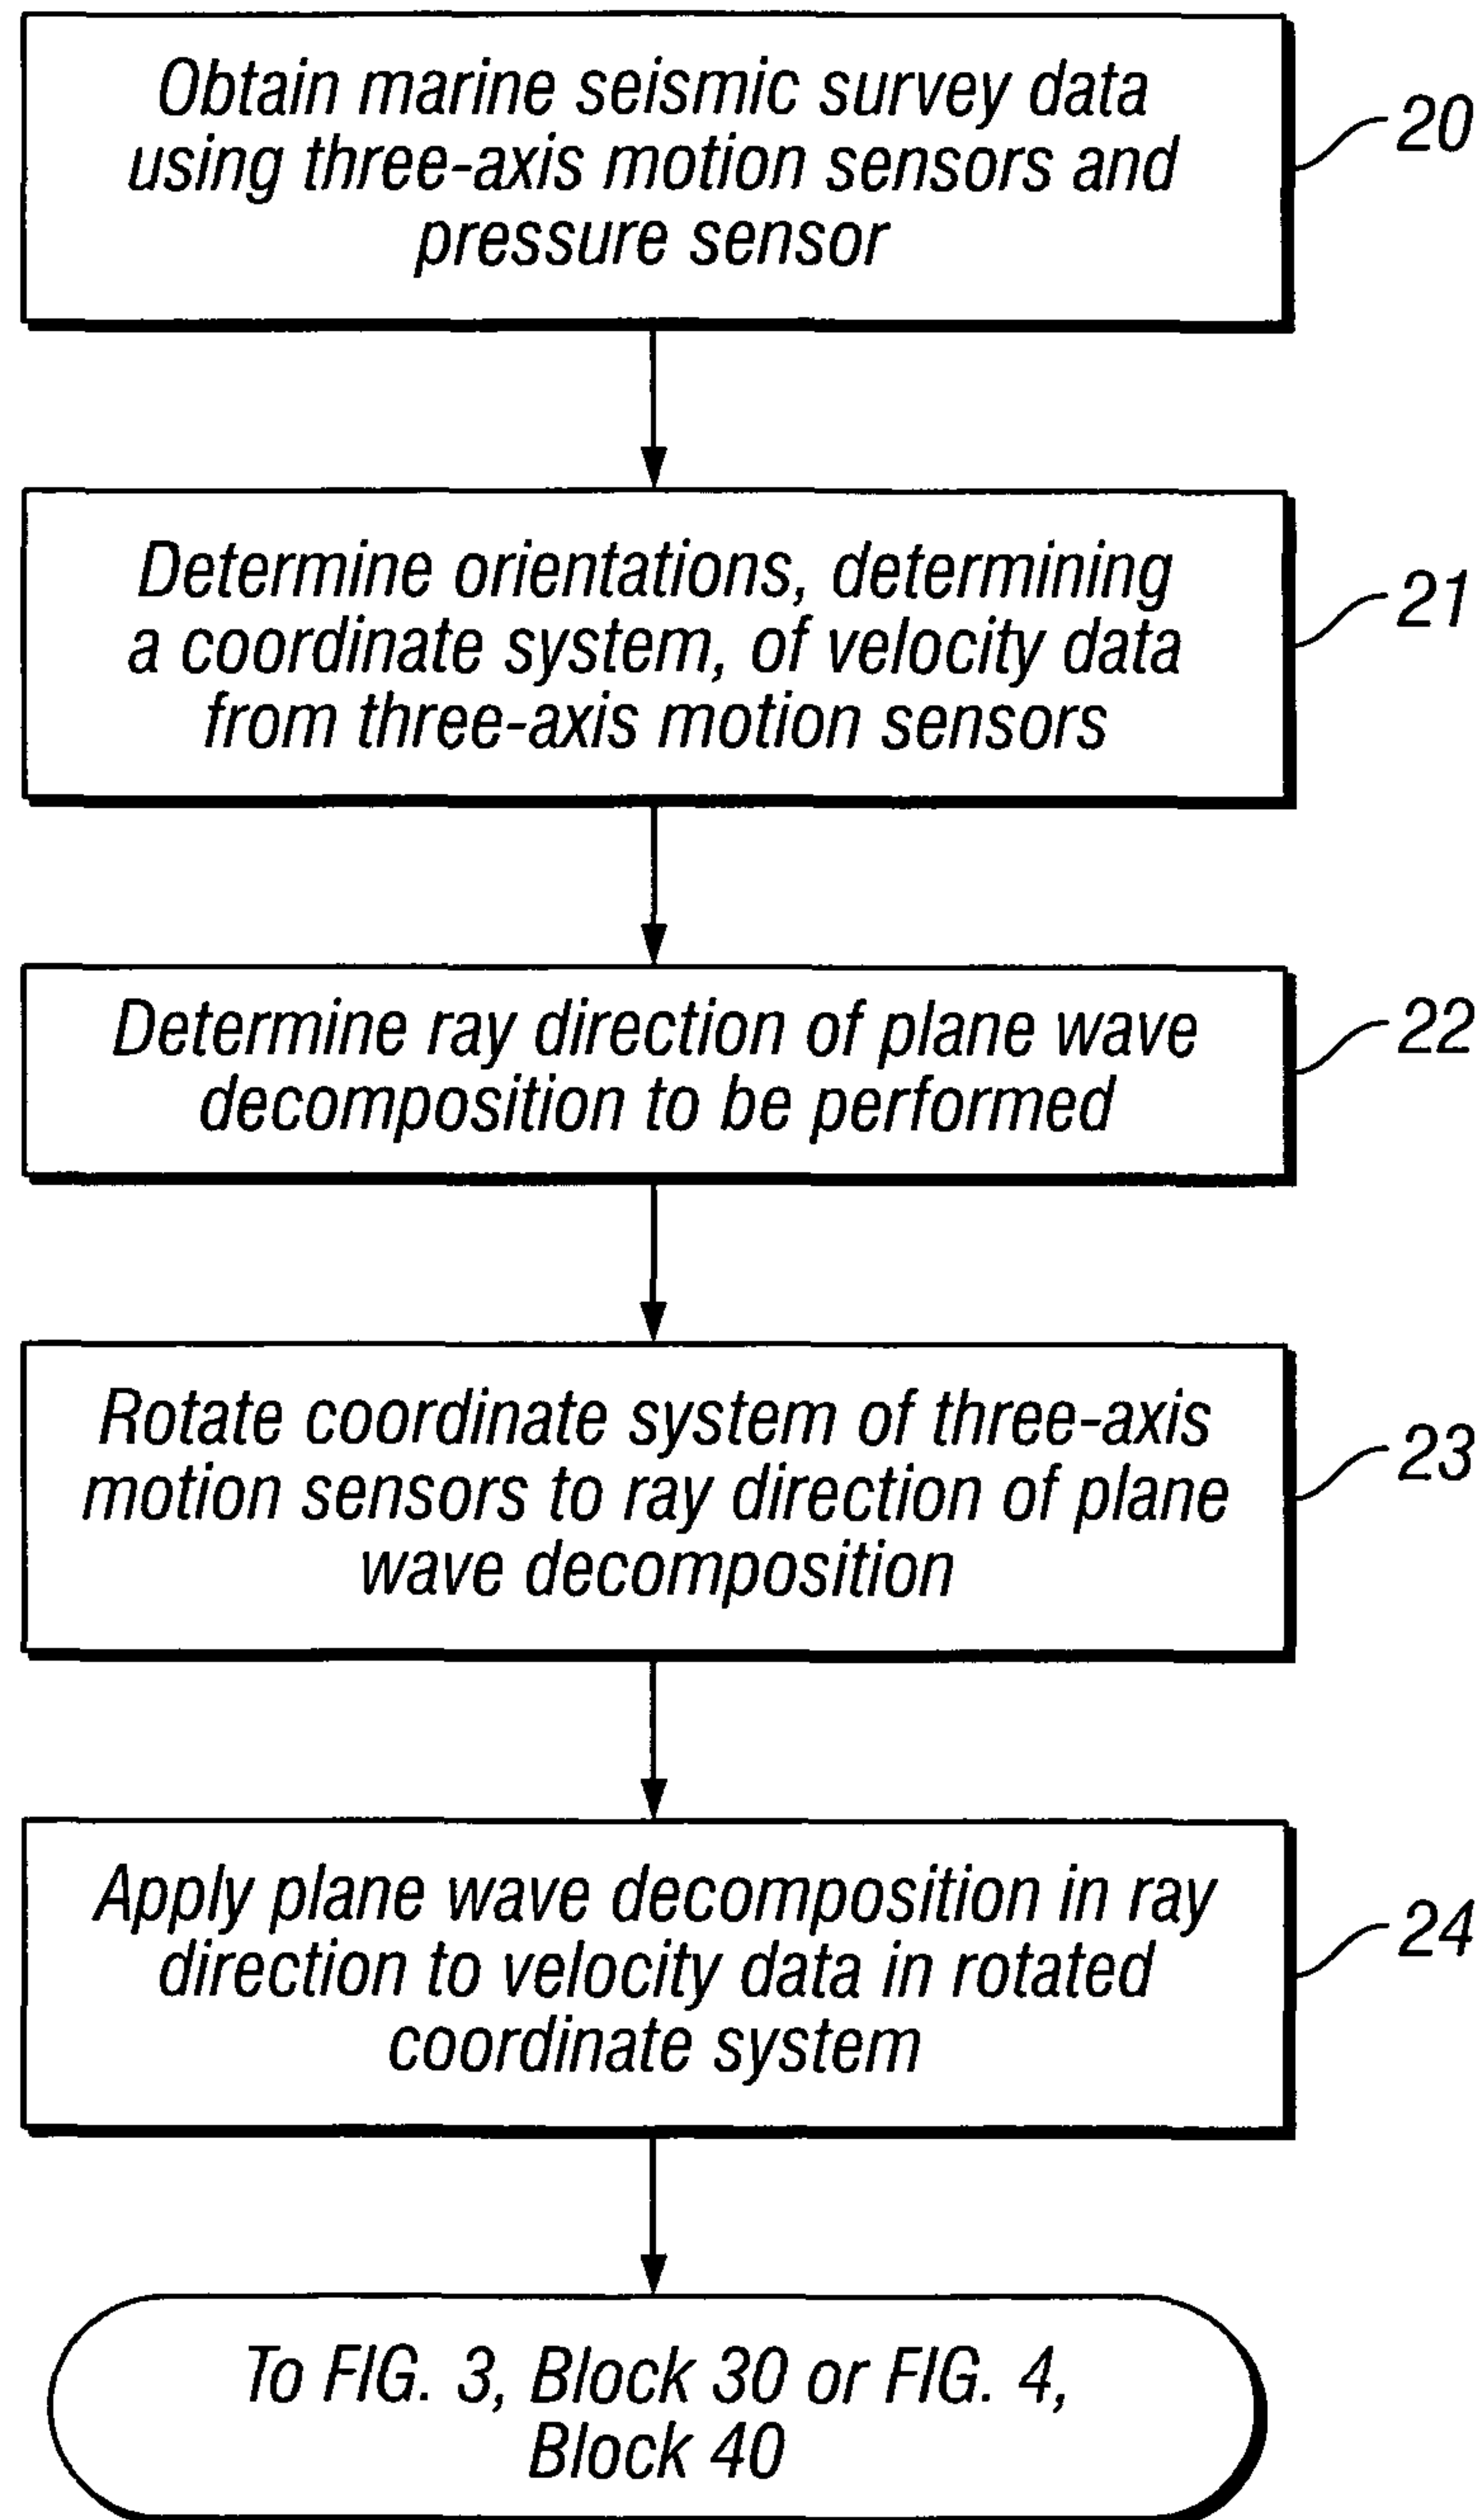 Obtain marine seismic survey data
using three-axis motion sensors and
pressure sensor
20
Determine orientations, determining
a coordinate system, of velocity data
from three-axis motion sensors
21
Determine ray direction of plane wave
decomposition to be performed
22
Rotate coordinate system of three-axis
motion sensors to ray direction of plane
wave decomposition
23
Apply plane wave decomposition in ray
direction to velocity data in rotated
coordinate system
24
To FIG. 3, Block 30 or FIG. 4,
Block 40